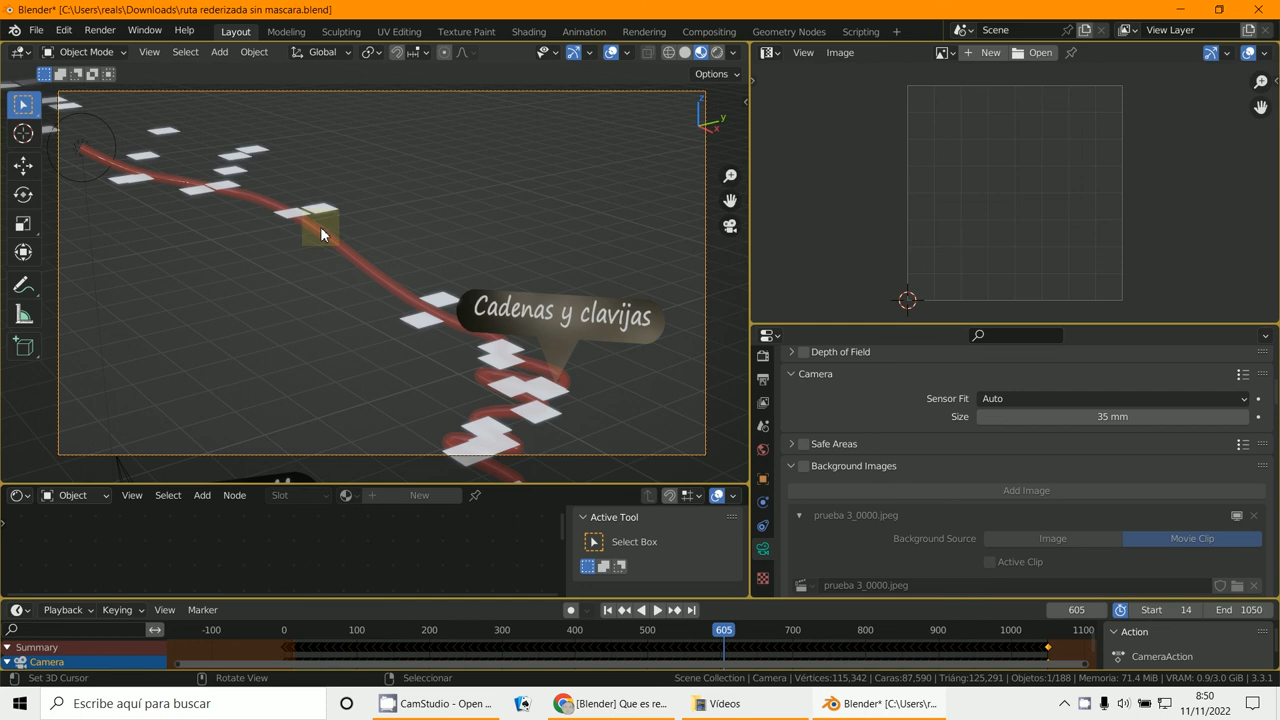 Blender* [C:\Users\reals\Downloads\ruta rederizada sin mascara.blend]
File Edit Render Window Help Layout Modeling Sculpting UV Editing Texture Paint Shading Animation Rendering Compositing Geometry Nodes Scripting + Scene View Layer
Object Mode View Select Add Object Global View Image + New Open
Options
z
y
x
Cadenas y clavijas
Depth of Field
Camera
Sensor Fit Auto
Size 35 mm
Safe Areas
Background Images
Add Image
prueba 3_0000.jpeg
Background Source Image Movie Clip
Active Clip
prueba 3_0000.jpeg
Object View Select Add Node Slot + New
Active Tool
Select Box
Playback Keying View Marker 605 Start 14 End 1050
-100 0 100 200 300 400 500 605 700 800 900 1000 1100
Summary
Camera
Action
CameraAction
Set 3D Cursor Rotate View Seleccionar Scene Collection | Camera | Vértices:115,342 | Caras:87,590 | Triáng:125,291 | Objetos:1/188 | Memoria: 71.4 MiB | VRAM: 0.9/3.0 GiB | 3.3.1
Escribe aquí para buscar CamStudio - Open ... [Blender] Que es re... Vídeos Blender* [C:\Users\r... 8:50
11/11/2022